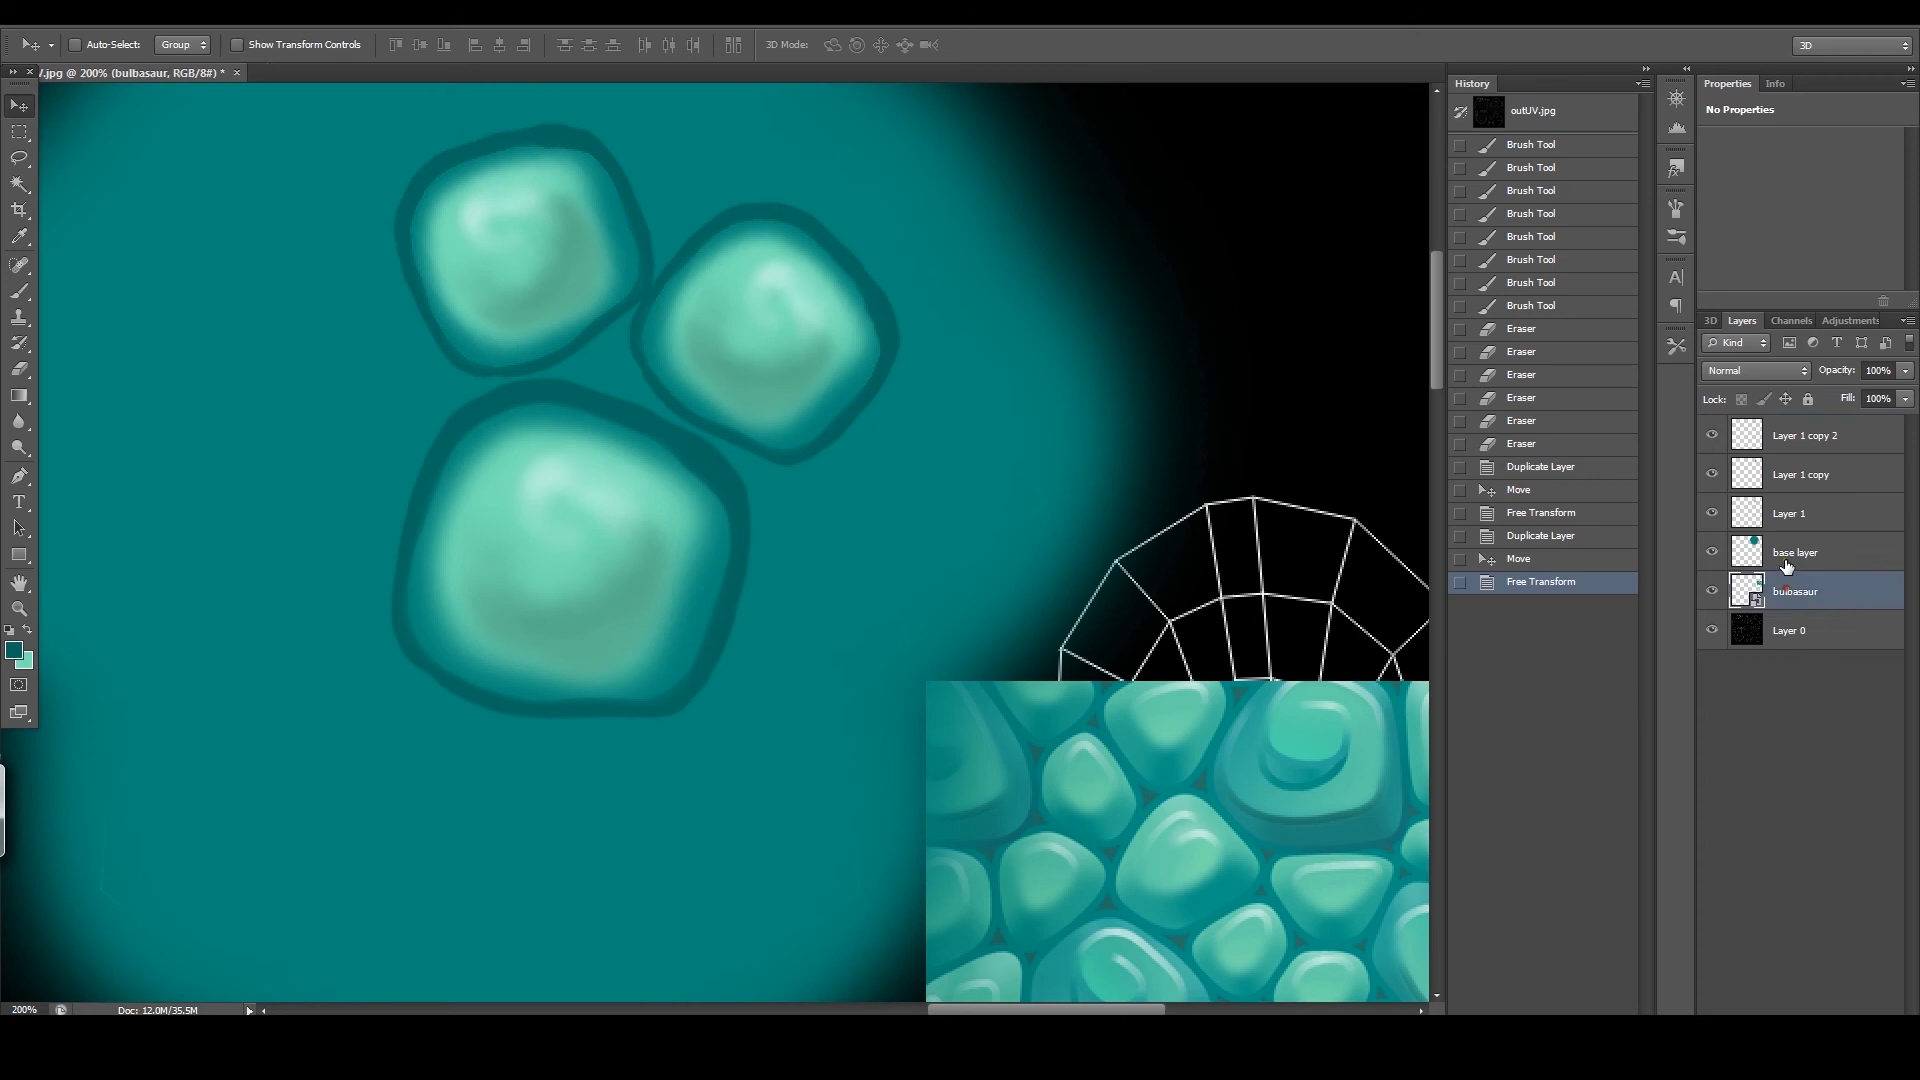 Auto-Select: Group Show Transform Controls 3D Mode: 3D
V.jpg @ 200% (bulbasaur, RGB/8#) * ×
History
outUV.jpg
Brush Tool
Brush Tool
Brush Tool
Brush Tool
Brush Tool
Brush Tool
Brush Tool
Brush Tool
Eraser
Eraser
Eraser
Eraser
Eraser
Eraser
Duplicate Layer
Move
Free Transform
Duplicate Layer
Move
Free Transform
Properties Info
No Properties
3D Layers Channels Adjustments
Kind
Normal Opacity: 100%
Lock: Fill: 100%
Layer 1 copy 2
Layer 1 copy
Layer 1
base layer
bulbasaur
Layer 0
200% Doc: 12.0M/35.5M